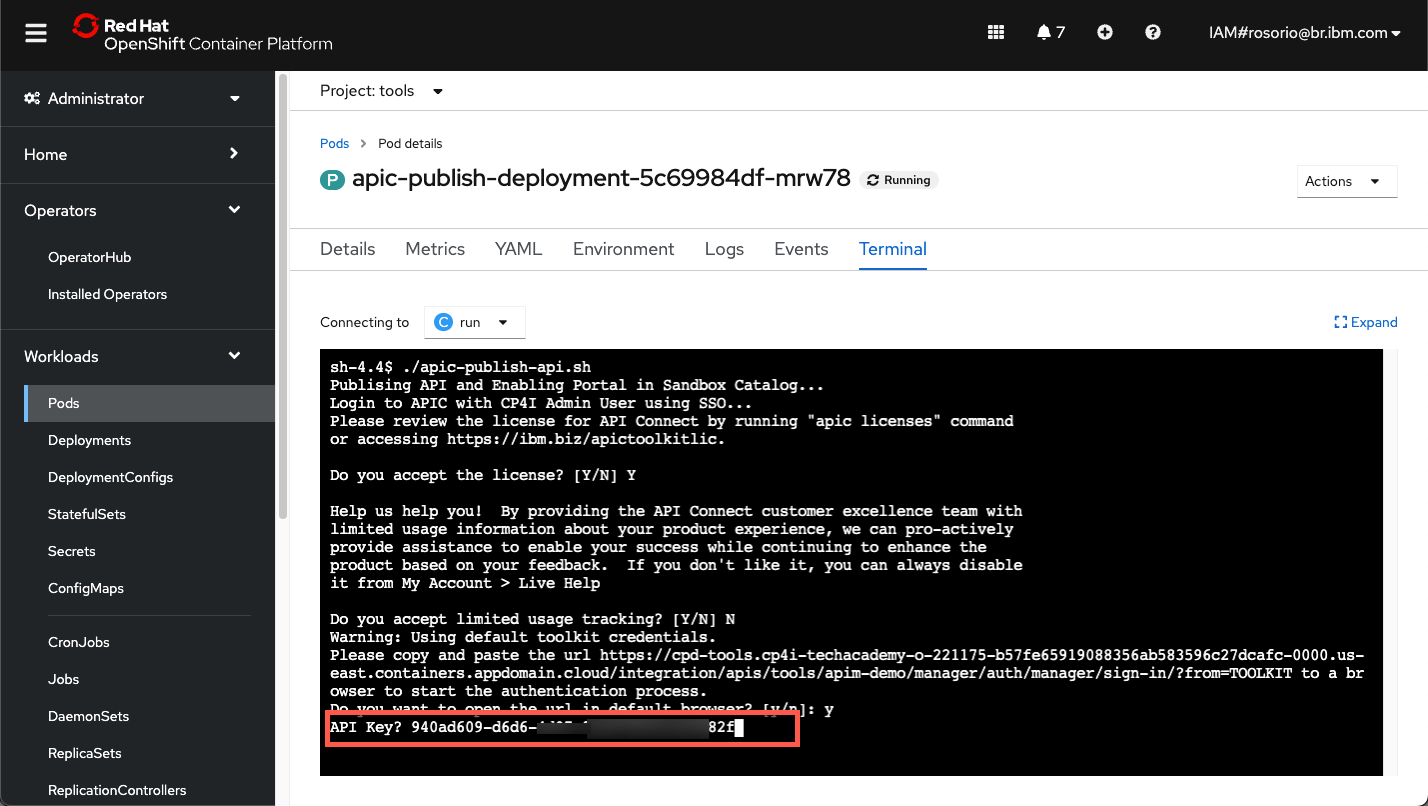 Red Hat
OpenShift Container Platform
7
IAM#rosorio@br.ibm.com
Administrator
Home
Operators
OperatorHub
Installed Operators
Workloads
Pods
Deployments
DeploymentConfigs
StatefulSets
Secrets
ConfigMaps
CronJobs
Jobs
DaemonSets
ReplicaSets
ReplicationControllers
Project: tools
Pods > Pod details
P apic-publish-deployment-5c69984df-mrw78 Running
Actions
Details Metrics YAML Environment Logs Events Terminal
Connecting to C run
Expand
sh-4.4$ ./apic-publish-api.sh
Publising API and Enabling Portal in Sandbox Catalog...
Login to APIC with CP4I Admin User using SSO...
Please review the license for API Connect by running "apic licenses" command
or accessing https://ibm.biz/apictoolkitlic.
Do you accept the license? [Y/N] Y
Help us help you!  By providing the API Connect customer excellence team with
limited usage information about your product experience, we can pro-actively
provide assistance to enable your success while continuing to enhance the
product based on your feedback.  If you don't like it, you can always disable
it from My Account > Live Help
Do you accept limited usage tracking? [Y/N] N
Warning: Using default toolkit credentials.
Please copy and paste the url https://cpd-tools.cp4i-techacademy-o-221175-b57fe65919088356ab583596c27dcafc-0000.us-
east.containers.appdomain.cloud/integration/apis/tools/apim-demo/manager/auth/manager/sign-in/?from=TOOLKIT to a br
owser to start the authentication process.
Do you want to open the url in default browser? [y/n]: y
API Key? 940ad609-d6d6- 82f